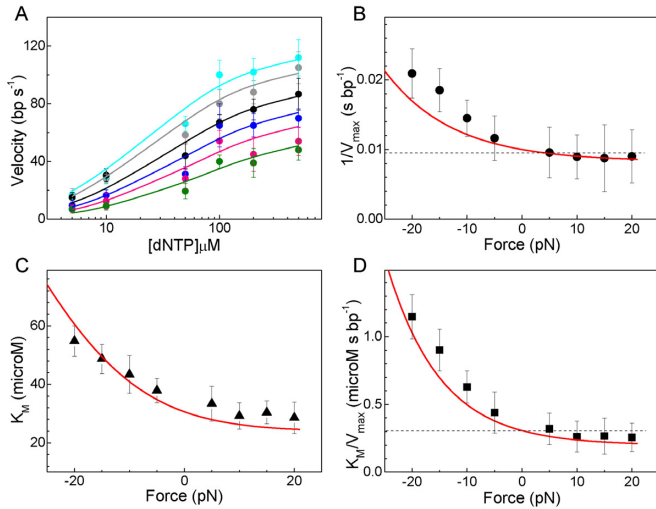 A
Velocity (bp s⁻¹)
120
80
40
0
10
100
[dNTP]µM
B
1/Vmax (s bp⁻¹)
0.02
0.01
0.00
-20
-10
0
10
20
Force (pN)
C
KM (microM)
60
40
20
-20
-10
0
10
20
Force (pN)
D
KM/Vmax (microM s bp⁻¹)
1.0
0.5
0.0
-20
-10
0
10
20
Force (pN)